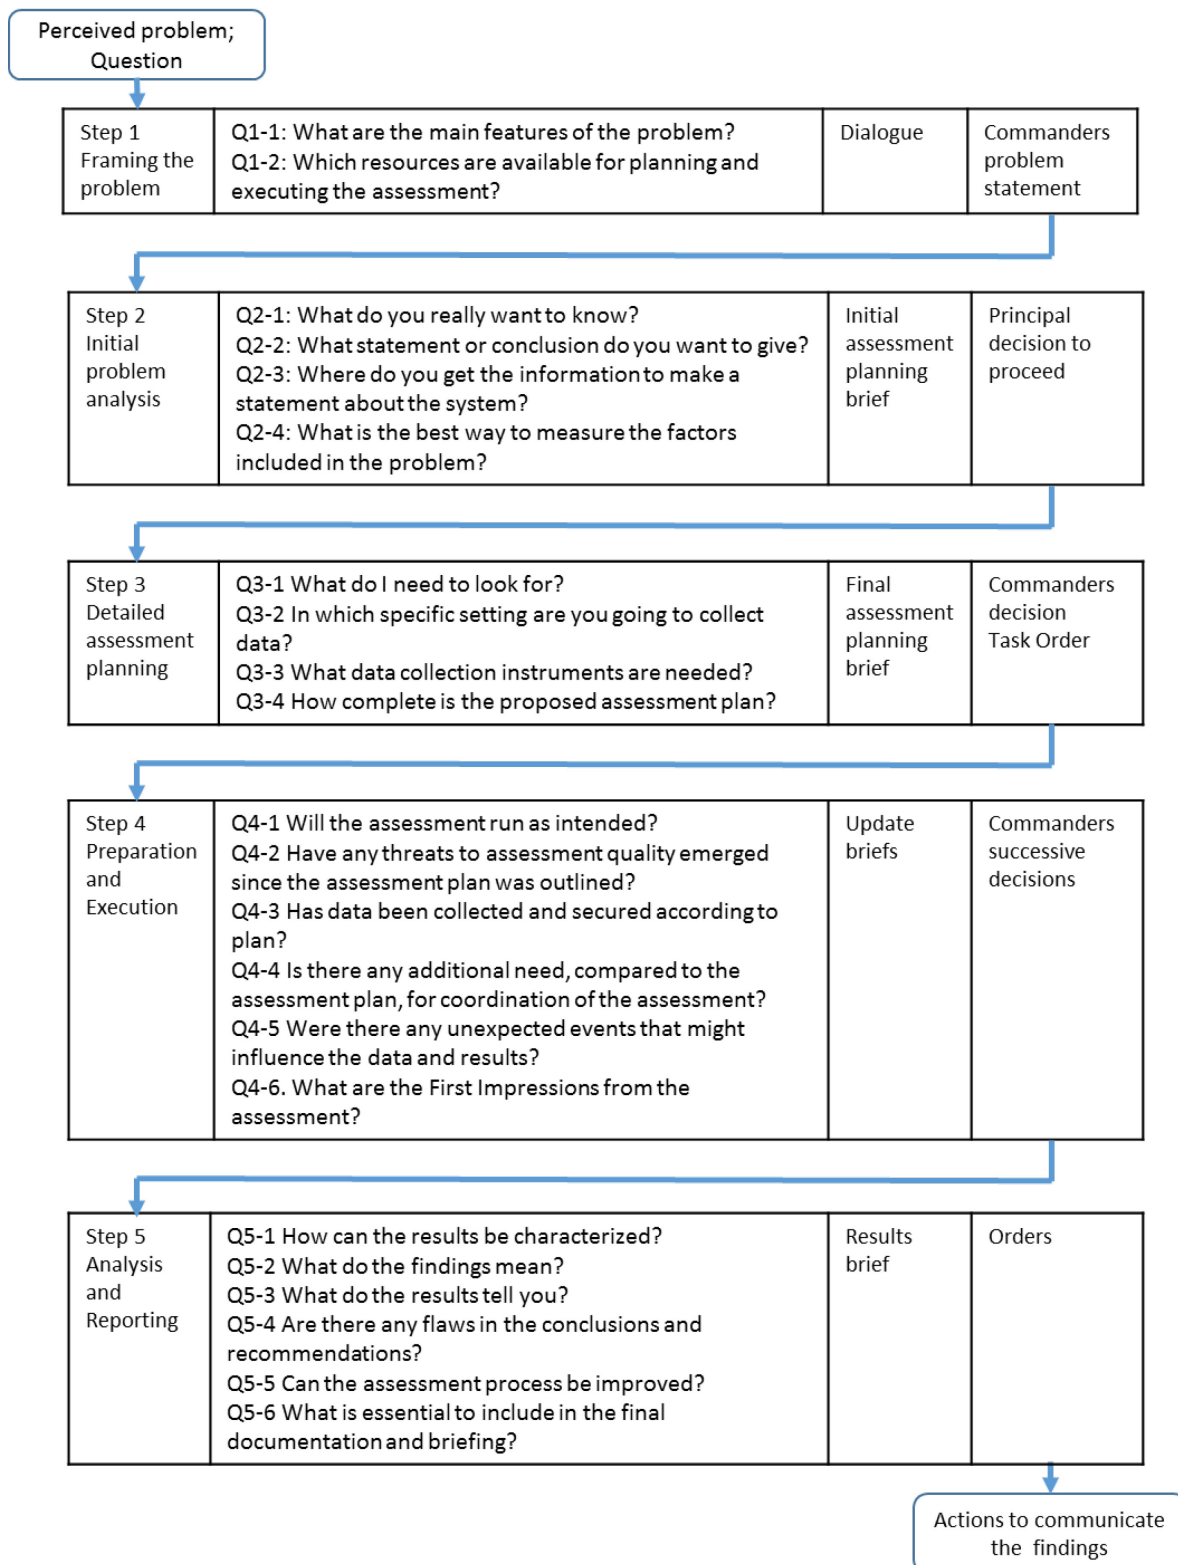 Perceived problem;
Question
Step 1
Framing the
problem
Q1-1: What are the main features of the problem?
Q1-2: Which resources are available for planning and
executing the assessment?
Dialogue
Commanders
problem
statement
Step 2
Initial
problem
analysis
Q2-1: What do you really want to know?
Q2-2: What statement or conclusion do you want to give?
Q2-3: Where do you get the information to make a
statement about the system?
Q2-4: What is the best way to measure the factors
included in the problem?
Initial
assessment
planning
brief
Principal
decision to
proceed
Step 3
Detailed
assessment
planning
Q3-1 What do I need to look for?
Q3-2 In which specific setting are you going to collect
data?
Q3-3 What data collection instruments are needed?
Q3-4 How complete is the proposed assessment plan?
Final
assessment
planning
brief
Commanders
decision
Task Order
Step 4
Preparation
and
Execution
Q4-1 Will the assessment run as intended?
Q4-2 Have any threats to assessment quality emerged
since the assessment plan was outlined?
Q4-3 Has data been collected and secured according to
plan?
Q4-4 Is there any additional need, compared to the
assessment plan, for coordination of the assessment?
Q4-5 Were there any unexpected events that might
influence the data and results?
Q4-6. What are the First Impressions from the
assessment?
Update
briefs
Commanders
successive
decisions
Step 5
Analysis
and
Reporting
Q5-1 How can the results be characterized?
Q5-2 What do the findings mean?
Q5-3 What do the results tell you?
Q5-4 Are there any flaws in the conclusions and
recommendations?
Q5-5 Can the assessment process be improved?
Q5-6 What is essential to include in the final
documentation and briefing?
Results
brief
Orders
Actions to communicate
the findings